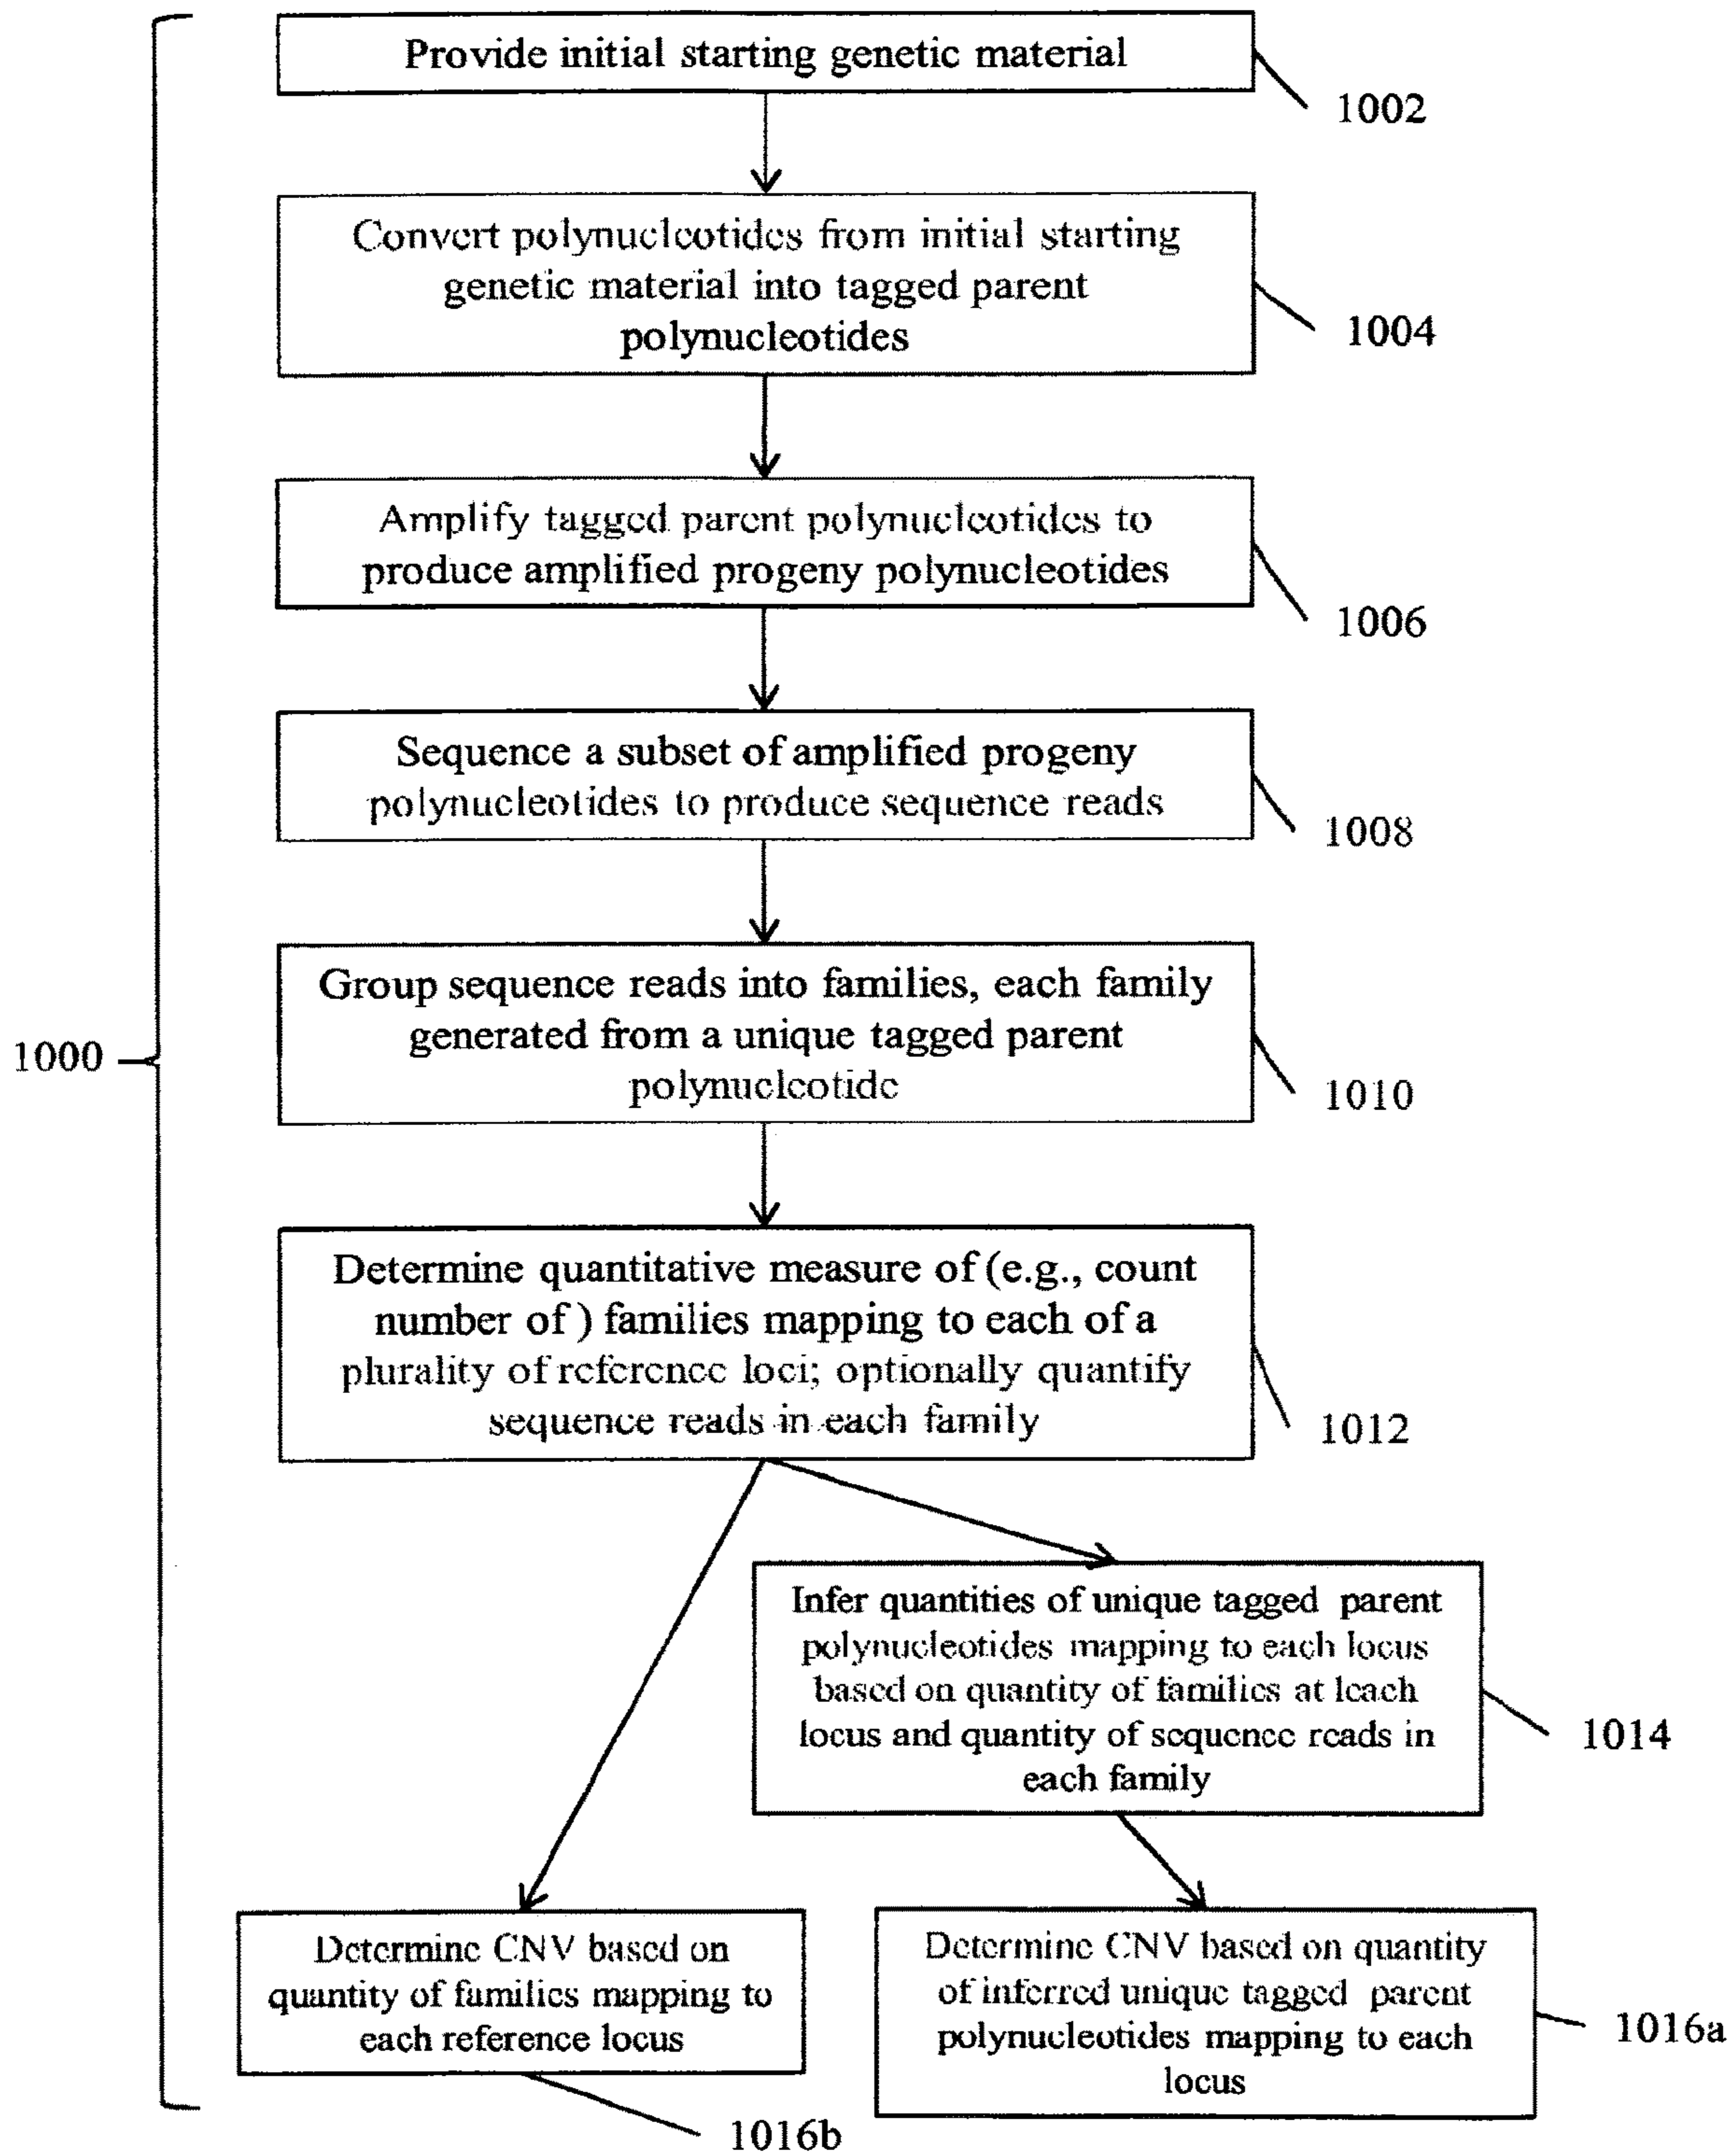 Provide initial starting genetic material
1002
Convert polynucleotides from initial starting
genetic material into tagged parent
polynucleotides
1004
Amplify tagged parent polynucleotides to
produce amplified progeny polynucleotides
1006
Sequence a subset of amplified progeny
polynucleotides to produce sequence reads
1008
Group sequence reads into families, each family
generated from a unique tagged parent
polynucleotide
1010
1000
Determine quantitative measure of (e.g., count
number of ) families mapping to each of a
plurality of reference loci; optionally quantify
sequence reads in each family
1012
Infer quantities of unique tagged parent
polynucleotides mapping to each locus
based on quantity of families at leach
locus and quantity of sequence reads in
each family
1014
Determine CNV based on
quantity of families mapping to
each reference locus
1016b
Determine CNV based on quantity
of inferred unique tagged parent
polynucleotides mapping to each
locus
1016a